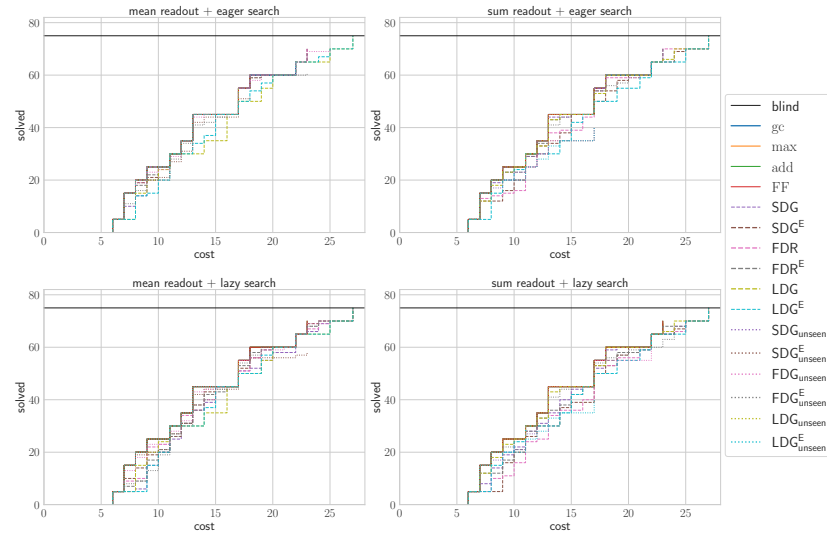 mean readout + eager search
sum readout + eager search
80
60
40
20
0
solved
0 5 10 15 20 25
cost
80
60
40
20
0
solved
0 5 10 15 20 25
cost
mean readout + lazy search
sum readout + lazy search
80
60
40
20
0
solved
0 5 10 15 20 25
cost
80
60
40
20
0
solved
0 5 10 15 20 25
cost
blind
gc
max
add
FF
SDG
SDG^E
FDR
FDR^E
LDG
LDG^E
SDG_unseen
SDG^E_unseen
FDG_unseen
FDG^E_unseen
LDG_unseen
LDG^E_unseen